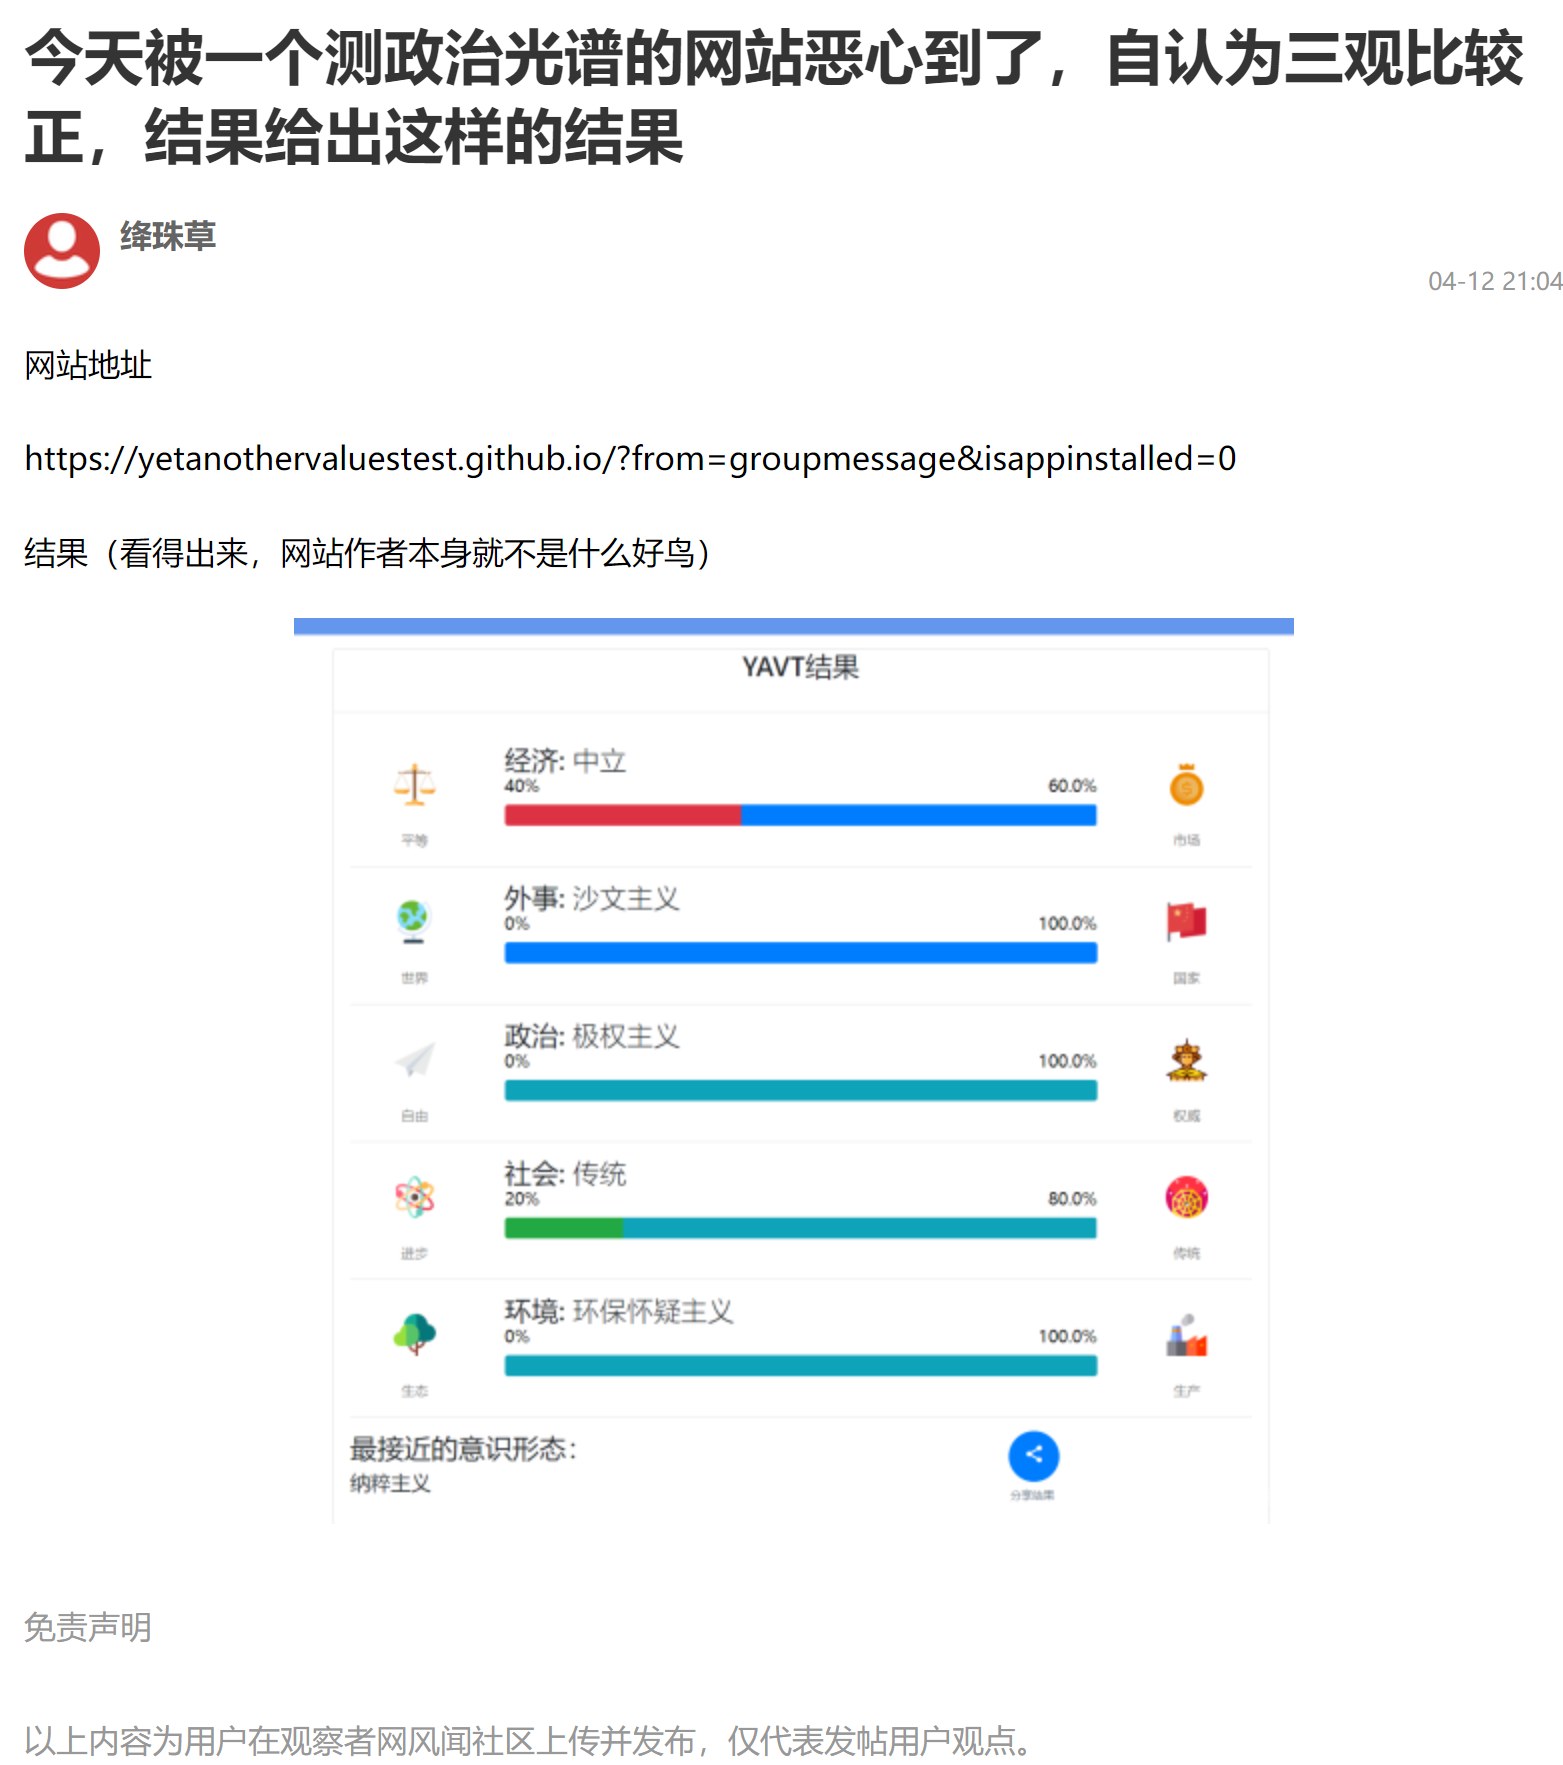 今天被一个测政治光谱的网站恶心到了，自认为三观比较
正，结果给出这样的结果
绛珠草
04-12 21:04
网站地址
https://yetanothervaluestest.github.io/?from=groupmessage&isappinstalled=0
结果（看得出来，网站作者本身就不是什么好鸟）
YAVT结果
经济: 中立
40% 60.0%
平等 市场
外事: 沙文主义
0% 100.0%
世界 国家
政治: 极权主义
0% 100.0%
自由 权威
社会: 传统
20% 80.0%
进步 传统
环境: 环保怀疑主义
0% 100.0%
生态 生产
最接近的意识形态：
纳粹主义
分享结果
免责声明
以上内容为用户在观察者网风闻社区上传并发布，仅代表发帖用户观点。